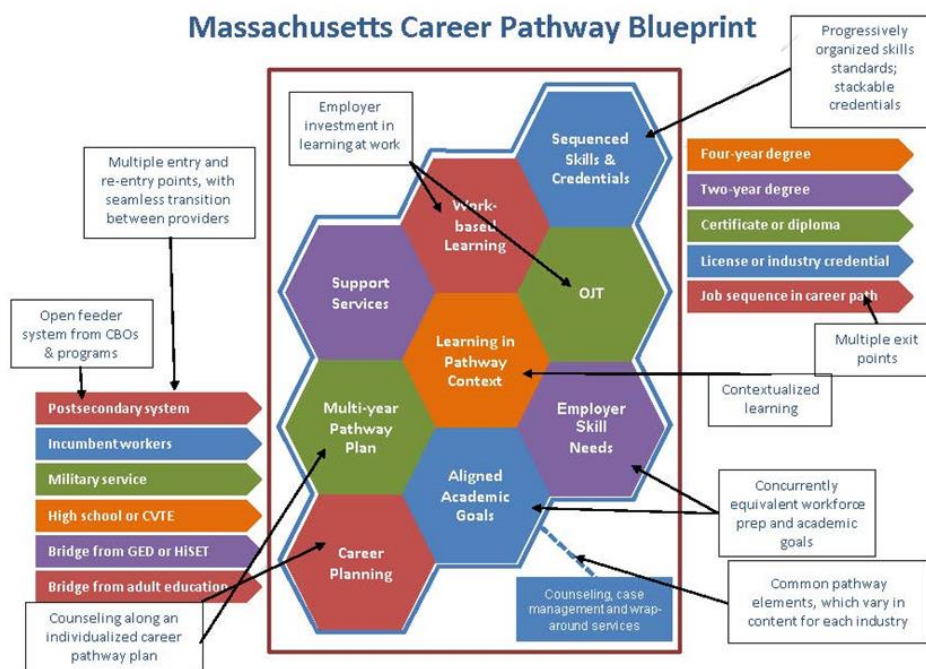 Massachusetts Career Pathway Blueprint
Progressively
organized skills
standards;
stackable
credentials
Employer
investment in
learning at work
Multiple entry and
re-entry points, with
seamless transition
between providers
Open feeder
system from CBOs
& programs
Postsecondary system
Incumbent workers
Military service
High school or CVTE
Bridge from GED or HiSET
Bridge from adult education
Counseling along an
individualized career
pathway plan
Sequenced
Skills &
Credentials
Work-
based
Learning
Support
Services
OJT
Learning in
Pathway
Context
Multi-year
Pathway
Plan
Employer
Skill
Needs
Aligned
Academic
Goals
Career
Planning
Counseling, case
management and wrap-
around services
Four-year degree
Two-year degree
Certificate or diploma
License or industry credential
Job sequence in career path
Multiple exit
points
Contextualized
learning
Concurrently
equivalent workforce
prep and academic
goals
Common pathway
elements, which vary in
content for each industry